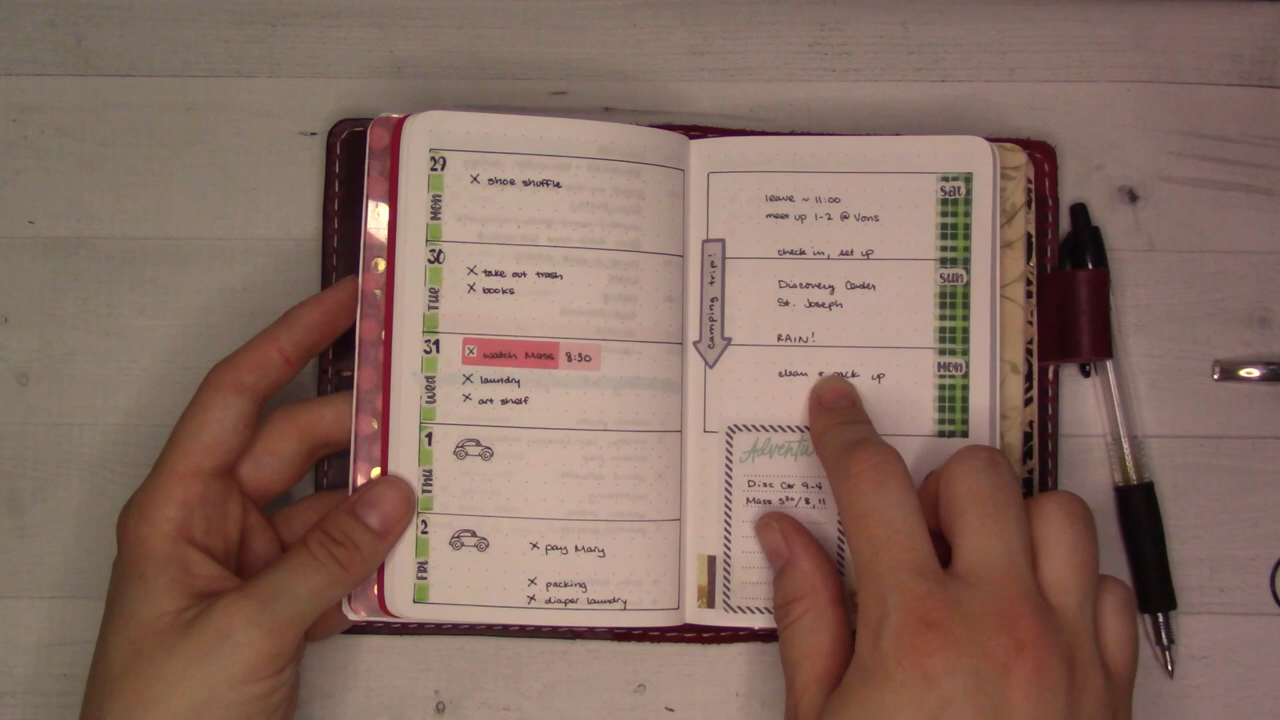 29
MON
X shoe shuffle
30
TUE
X take out trash
X books
31
WED
X watch Mass 8:30
X laundry
X art shelf
1
THU
2
FRI
X pay Mary
X packing
X diaper laundry
sat
leave ~ 11:00
meet up 1-2 @ Vons
check in, set up
camping trip!
sun
Discovery Center
St. Joseph
RAIN!
MON
clean & pack up
Adventu
Disc Ctr 9-4
Mass 5³⁰/8, 11